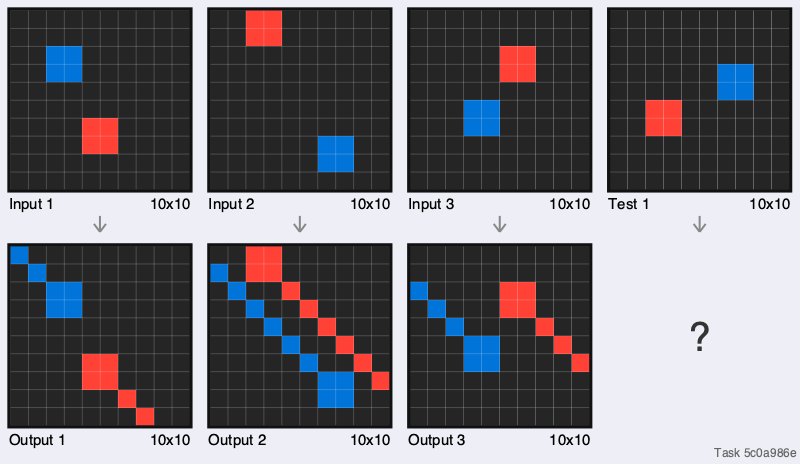 Input 1 10x10
Input 2 10x10
Input 3 10x10
Test 1 10x10
?
Output 1 10x10
Output 2 10x10
Output 3 10x10
Task 5c0a986e